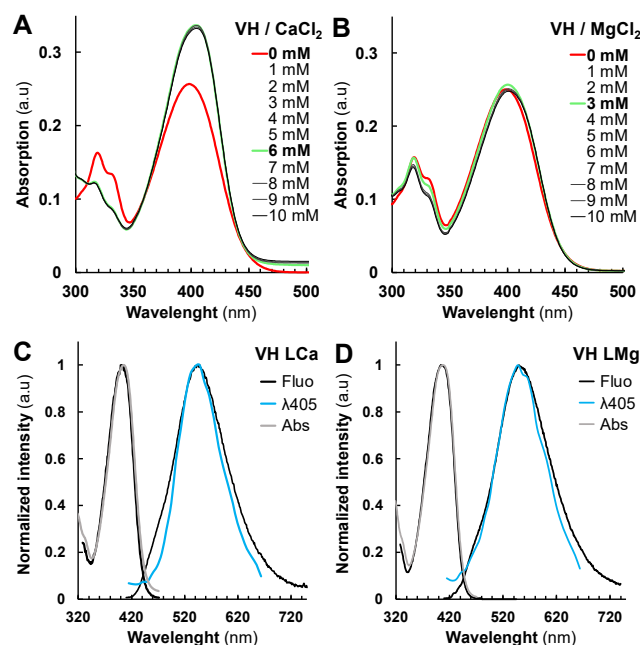 A
VH / CaCl₂
0 mM
1 mM
2 mM
3 mM
4 mM
5 mM
6 mM
7 mM
8 mM
9 mM
10 mM
Absorption (a.u)
0.3
0.2
0.1
0
300
350
400
450
500
Wavelenght (nm)
B
VH / MgCl₂
0 mM
1 mM
2 mM
3 mM
4 mM
5 mM
6 mM
7 mM
8 mM
9 mM
10 mM
Absorption (a.u)
0.3
0.2
0.1
0
300
350
400
450
500
Wavelenght (nm)
C
VH LCa
Fluo
λ405
Abs
Normalized intensity (a.u)
1
0.8
0.6
0.4
0.2
0
320
420
520
620
720
Wavelenght (nm)
D
VH LMg
Fluo
λ405
Abs
Normalized intensity (a.u)
1
0.8
0.6
0.4
0.2
0
320
420
520
620
720
Wavelenght (nm)